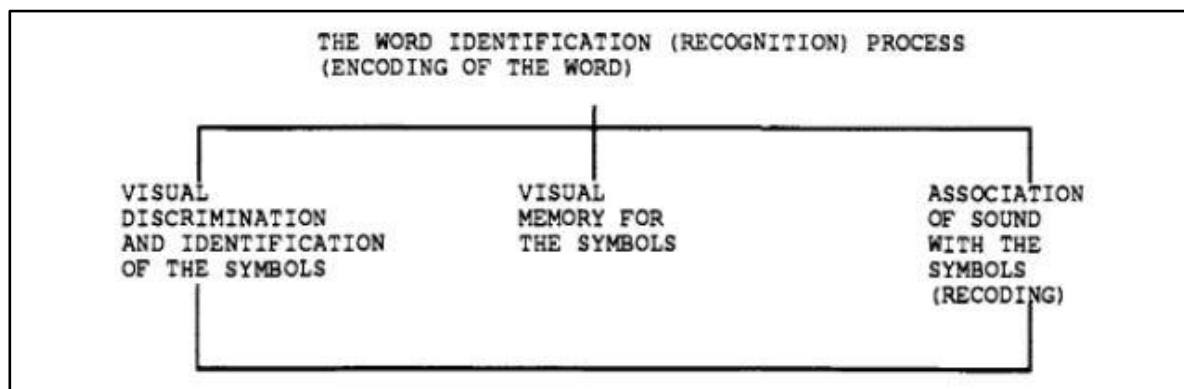 THE WORD IDENTIFICATION (RECOGNITION) PROCESS
(ENCODING OF THE WORD)
VISUAL
DISCRIMINATION
AND IDENTIFICATION
OF THE SYMBOLS
VISUAL
MEMORY FOR
THE SYMBOLS
ASSOCIATION
OF SOUND
WITH THE
SYMBOLS
(RECODING)